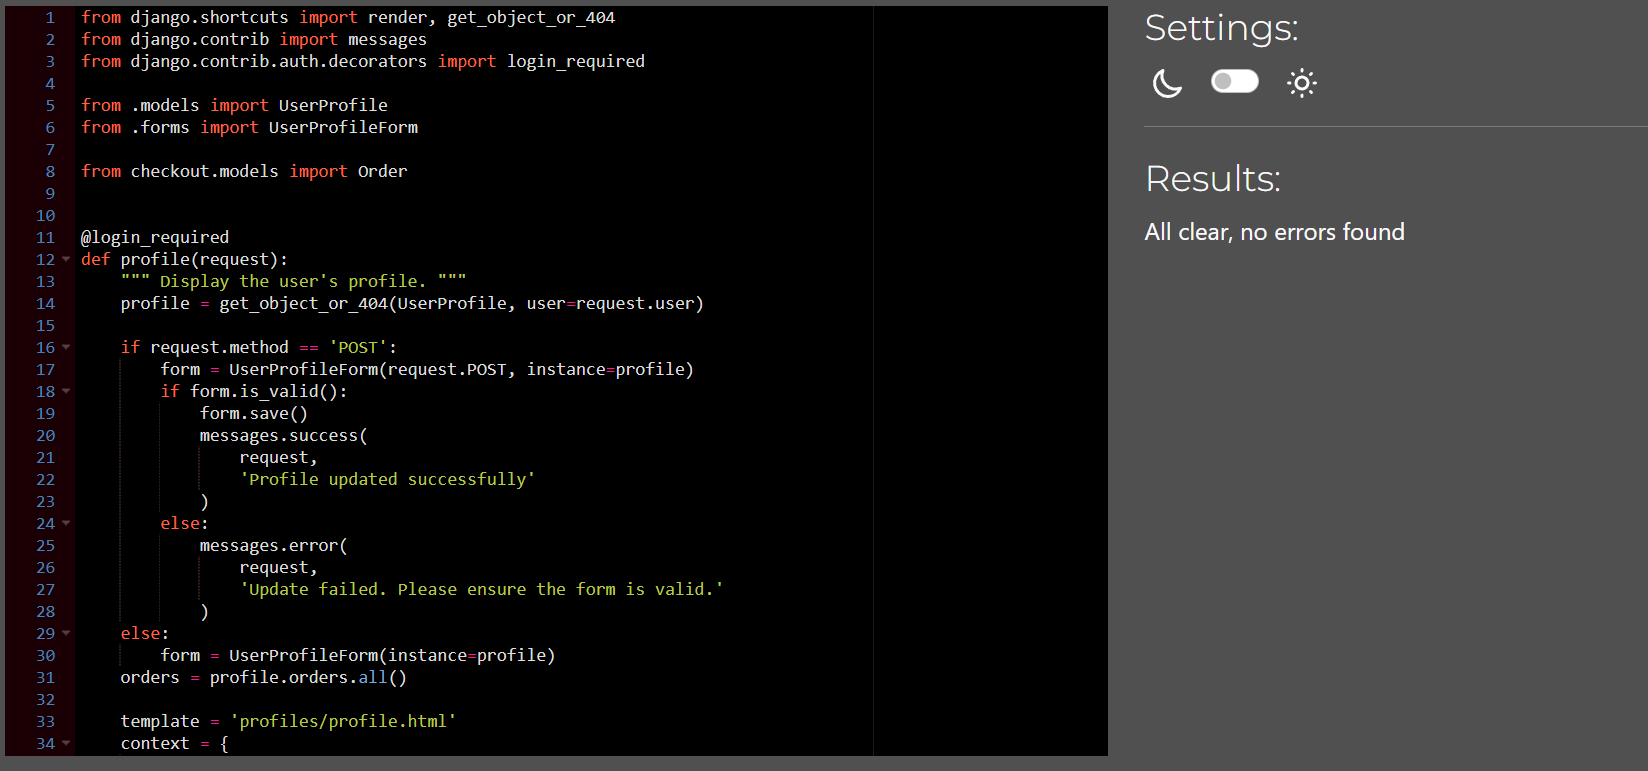 1 from django.shortcuts import render, get_object_or_404
2 from django.contrib import messages
3 from django.contrib.auth.decorators import login_required
4
5 from .models import UserProfile
6 from .forms import UserProfileForm
7
8 from checkout.models import Order
9
10
11 @login_required
12 def profile(request):
13     """ Display the user's profile. """
14     profile = get_object_or_404(UserProfile, user=request.user)
15
16     if request.method == 'POST':
17         form = UserProfileForm(request.POST, instance=profile)
18         if form.is_valid():
19             form.save()
20             messages.success(
21                 request,
22                 'Profile updated successfully'
23             )
24         else:
25             messages.error(
26                 request,
27                 'Update failed. Please ensure the form is valid.'
28             )
29     else:
30         form = UserProfileForm(instance=profile)
31     orders = profile.orders.all()
32
33     template = 'profiles/profile.html'
34     context = {
Settings:
Results:
All clear, no errors found